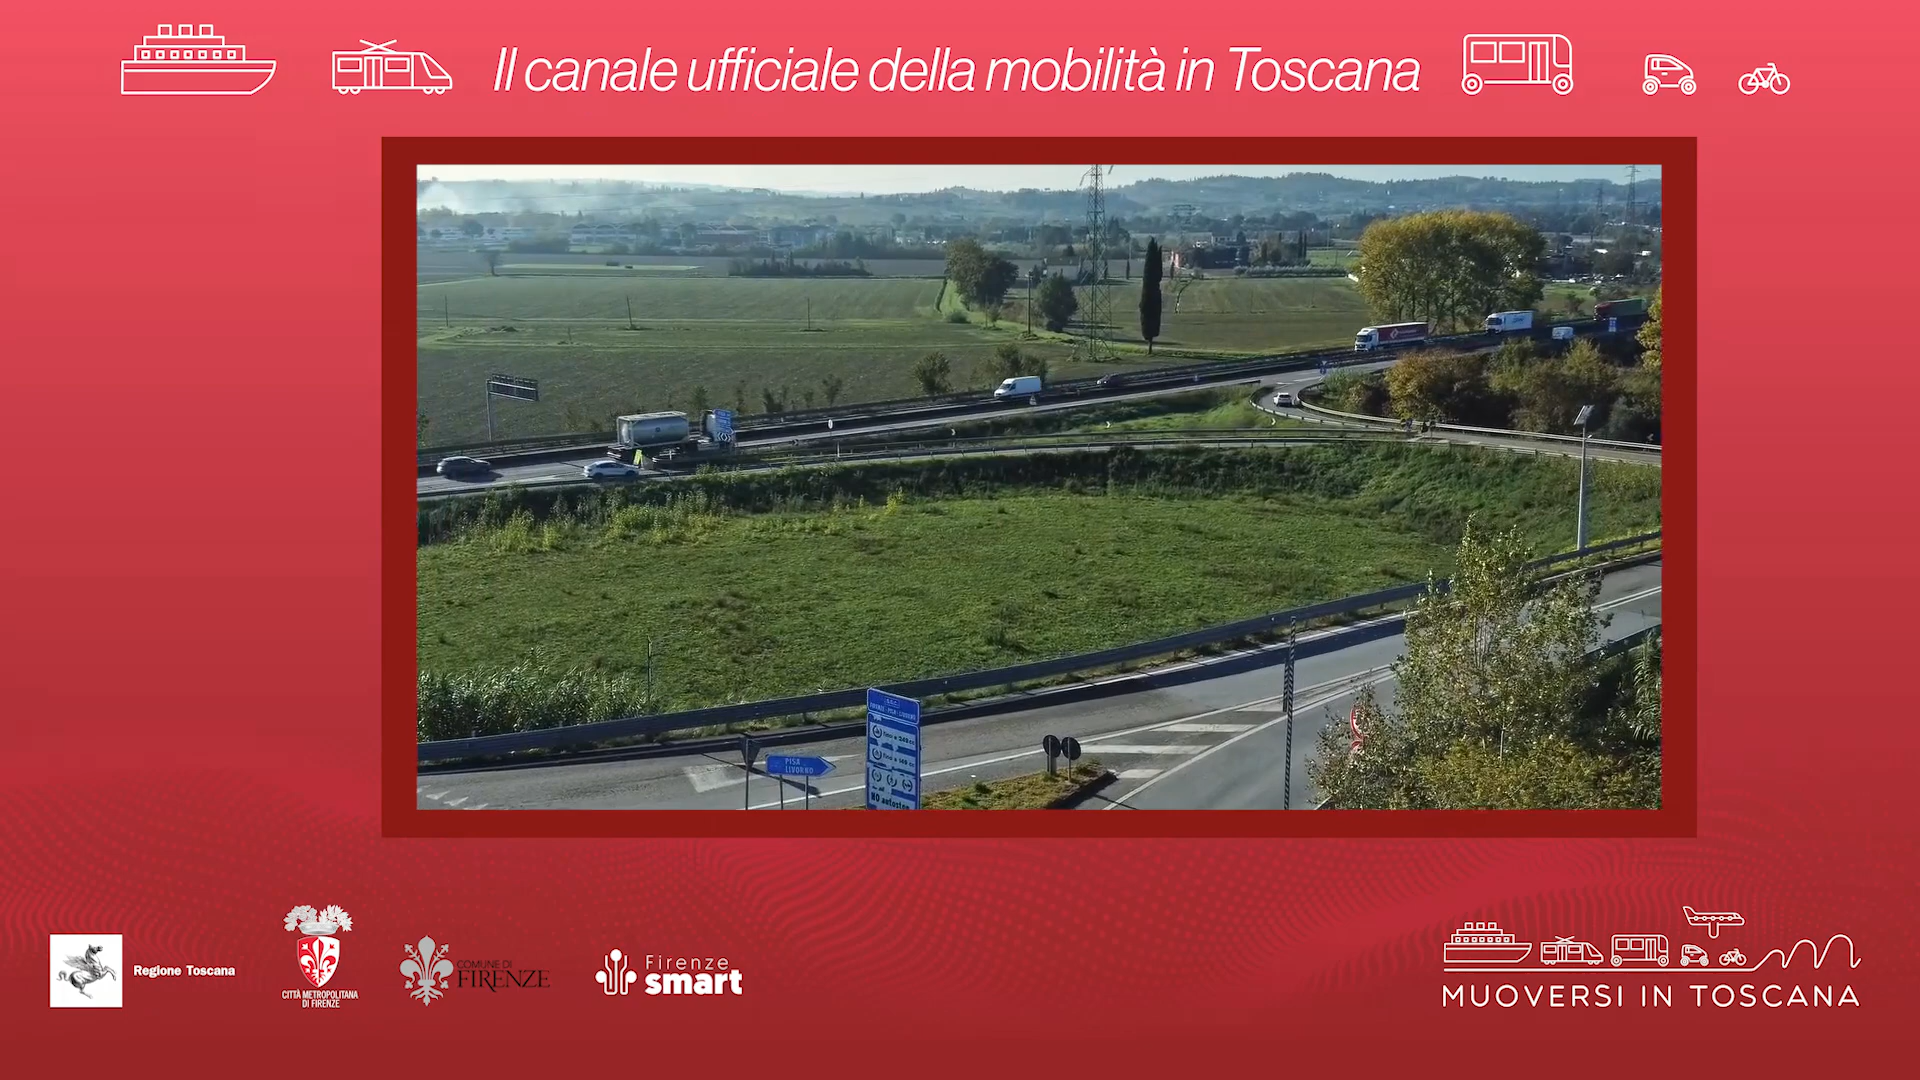 Il canale ufficiale della mobilità in Toscana
PISA
LIVORNO
Regione Toscana
CITTÀ METROPOLITANA
DI FIRENZE
COMUNE DI
FIRENZE
Firenze
smart
MUOVERSI IN TOSCANA